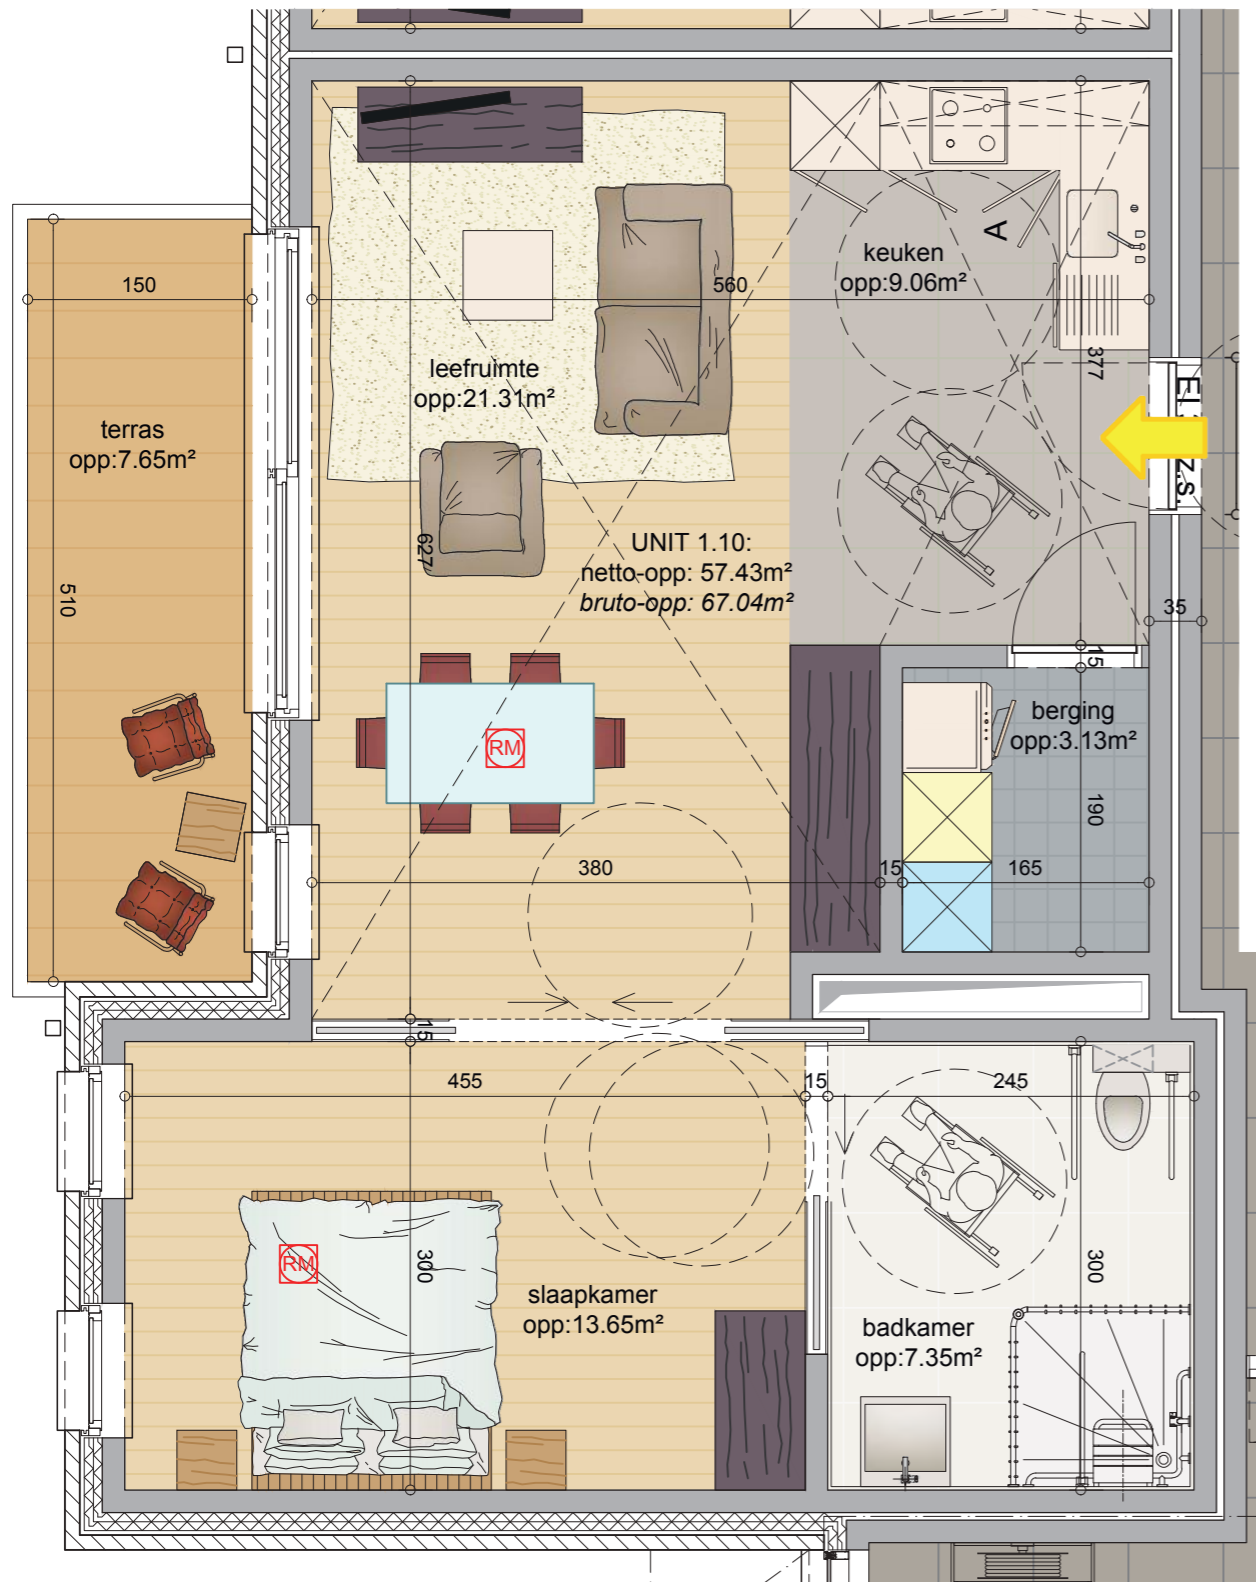 150
560
keuken
opp:9.06m²
A
377
leefruimte
opp:21.31m²
terras
opp:7.65m²
EI
z.s.
510
627
UNIT 1.10:
netto-opp: 57.43m²
bruto-opp: 67.04m²
35
15
berging
opp:3.13m²
RM
190
380
15
165
15
455
15
245
RM
300
300
slaapkamer
opp:13.65m²
badkamer
opp:7.35m²